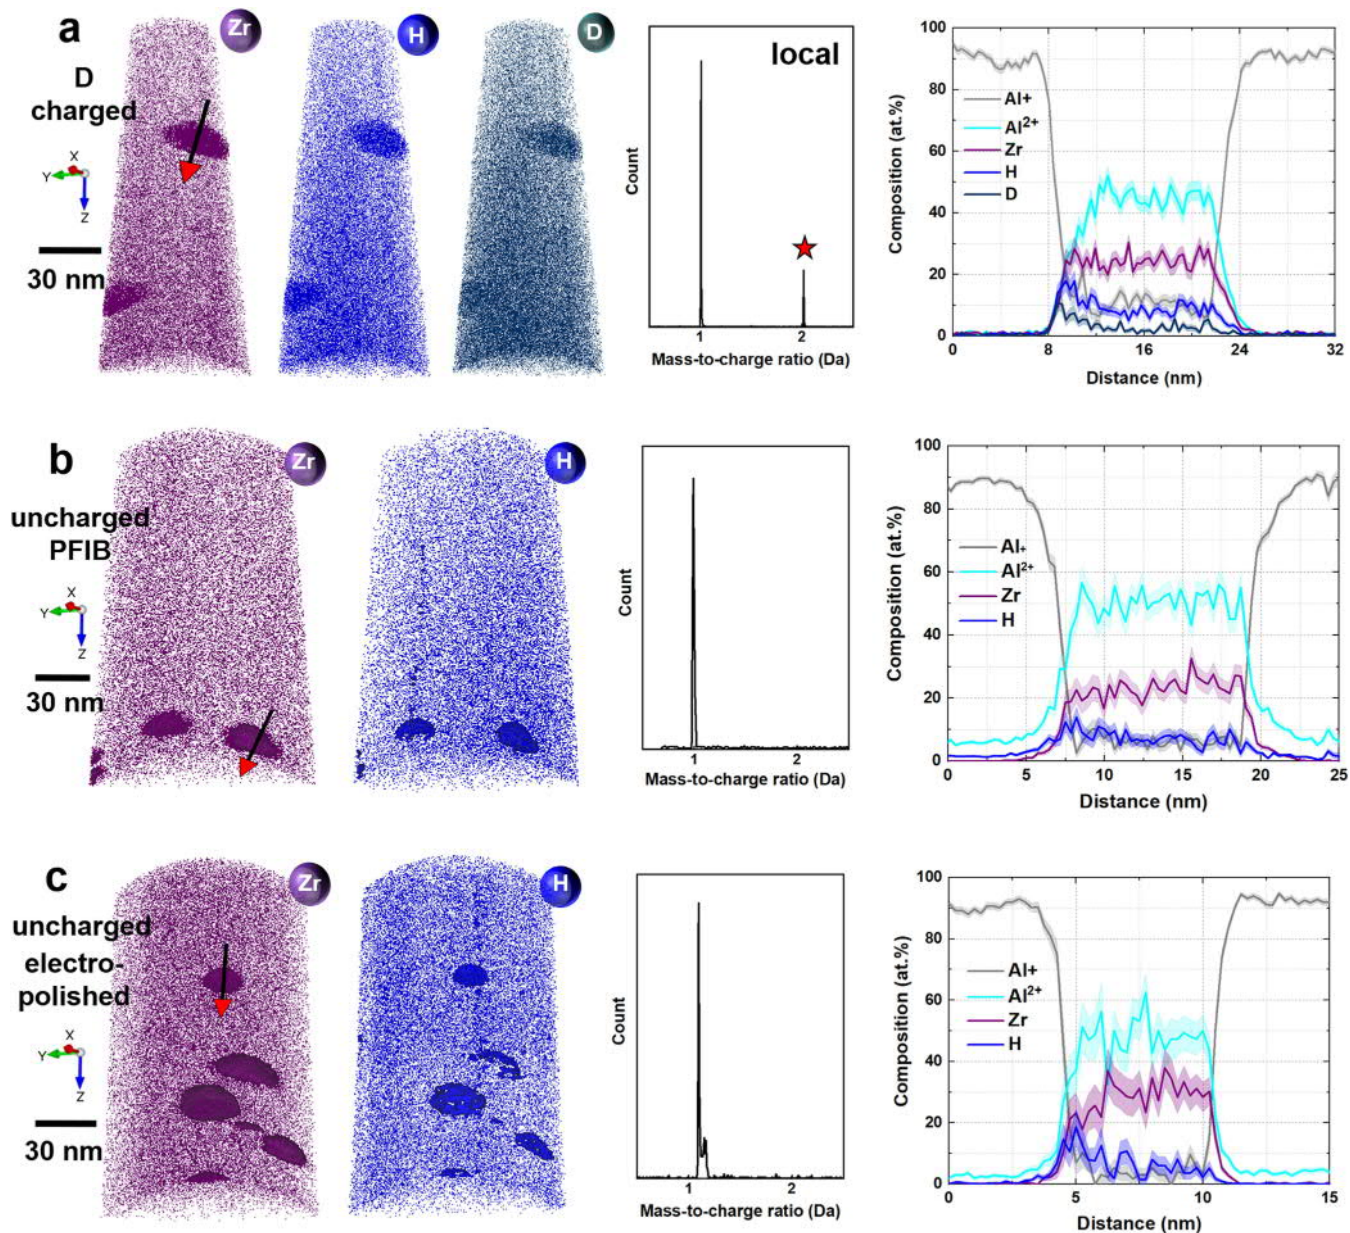 a
D
charged
X
Y
Z
30 nm
Zr
H
D
local
Count
1
2
Mass-to-charge ratio (Da)
Composition (at.%)
100
80
60
40
20
0
Al+
Al2+
Zr
H
D
0
8
16
24
32
Distance (nm)
b
uncharged
PFIB
X
Y
Z
30 nm
Zr
H
Count
1
2
Mass-to-charge ratio (Da)
Composition (at.%)
100
80
60
40
20
0
Al+
Al2+
Zr
H
0
5
10
15
20
25
Distance (nm)
c
uncharged
electro-
polished
X
Y
Z
30 nm
Zr
H
Count
1
2
Mass-to-charge ratio (Da)
Composition (at.%)
100
80
60
40
20
0
Al+
Al2+
Zr
H
0
5
10
15
Distance (nm)